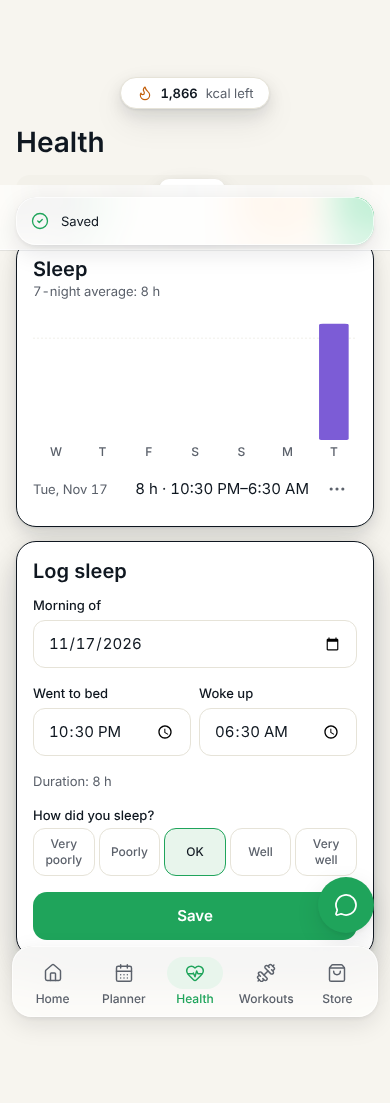 1,866 kcal left
Health
Saved
Sleep
7-night average: 8 h
W T F S S M T
Tue, Nov 17 8 h · 10:30 PM–6:30 AM
Log sleep
Morning of
11/17/2026
Went to bed Woke up
10:30 PM 06:30 AM
Duration: 8 h
How did you sleep?
Very poorly Poorly OK Well Very well
Save
Home Planner Health Workouts Store